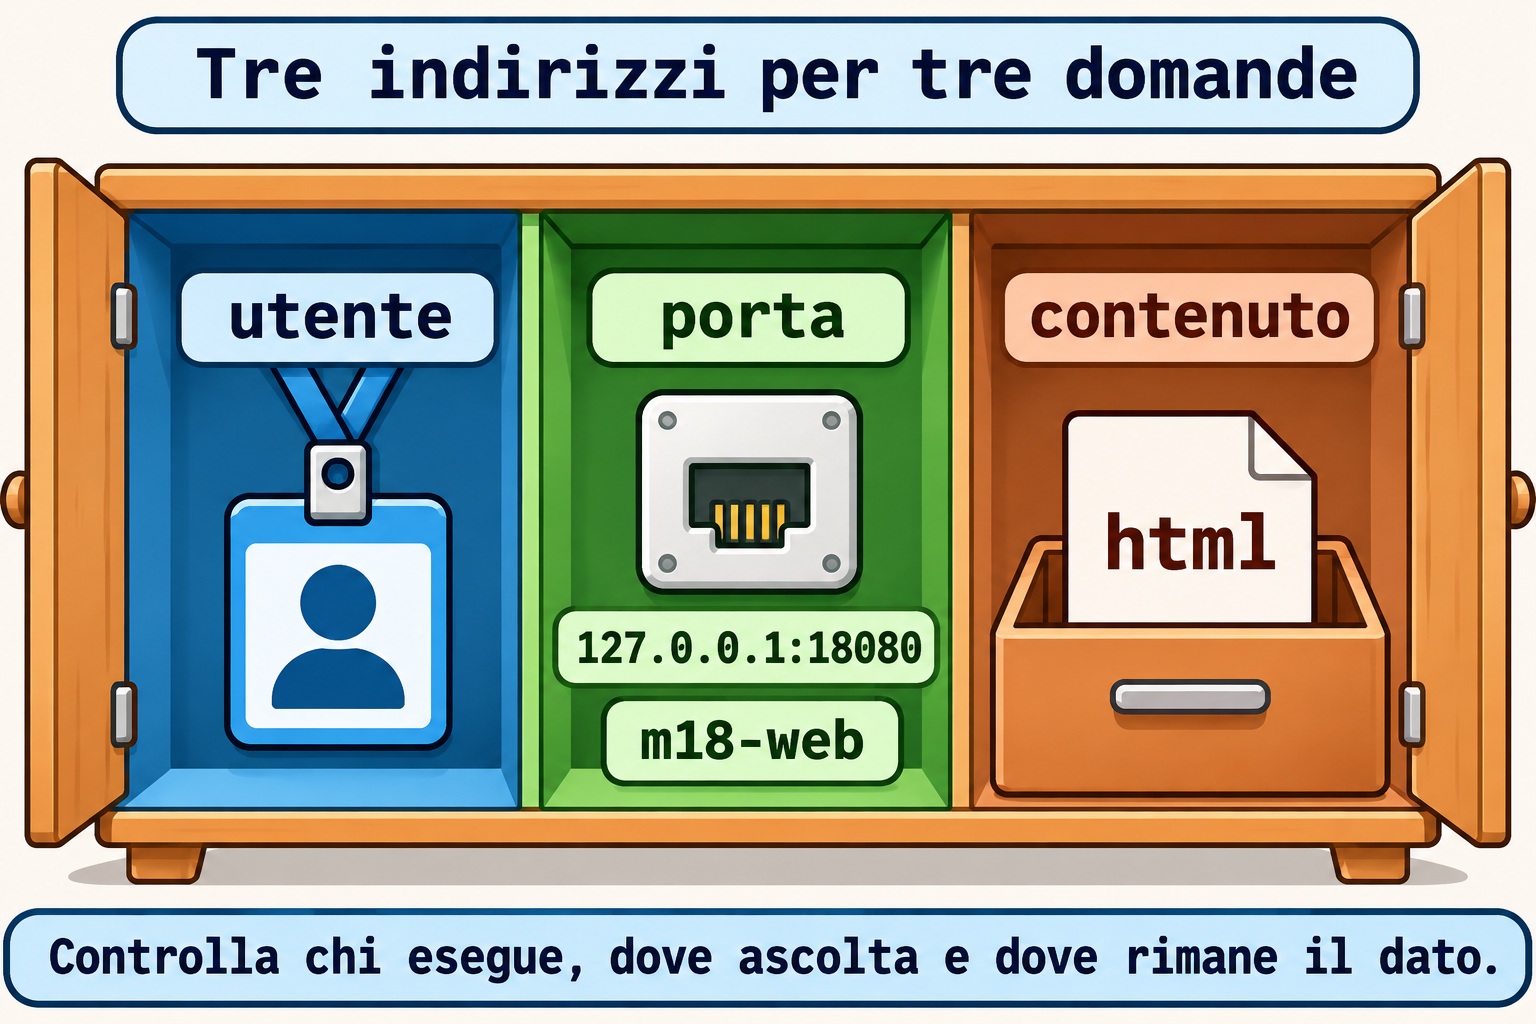 Tre indirizzi per tre domande
utente
porta
contenuto
html
127.0.0.1:18080
m18-web
Controlla chi esegue, dove ascolta e dove rimane il dato.